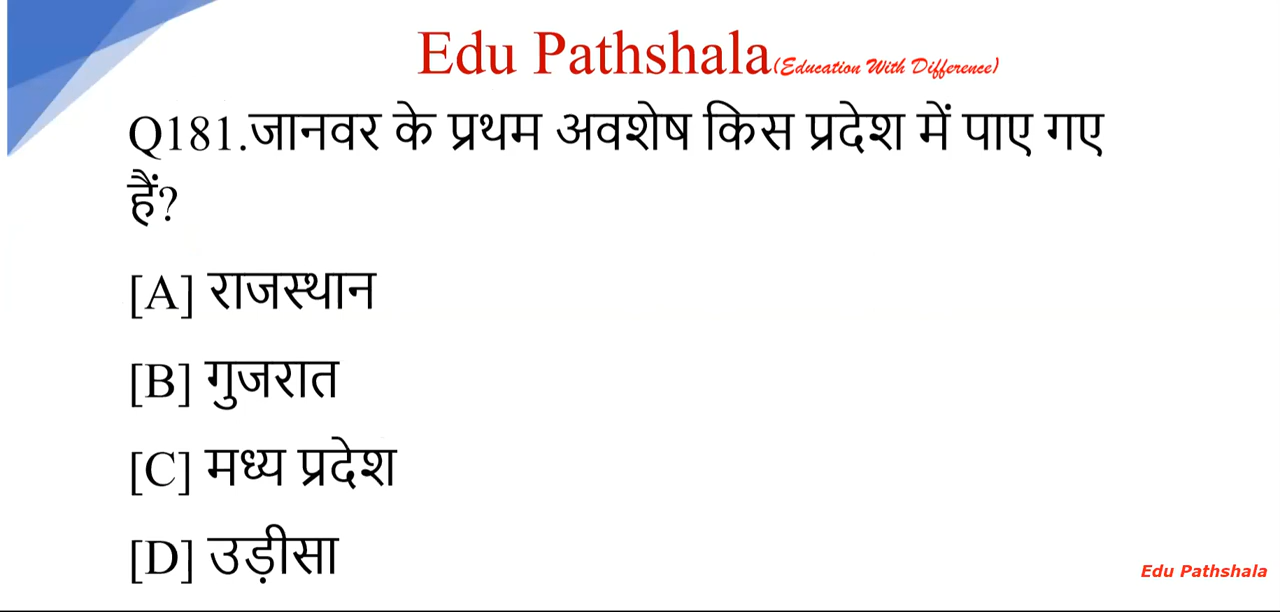 Edu Pathshala(Education With Difference)
Q181.जानवर के प्रथम अवशेष किस प्रदेश में पाए गए
हैं?
[A] राजस्थान
[B] गुजरात
[C] मध्य प्रदेश
[D] उड़ीसा
Edu Pathshala